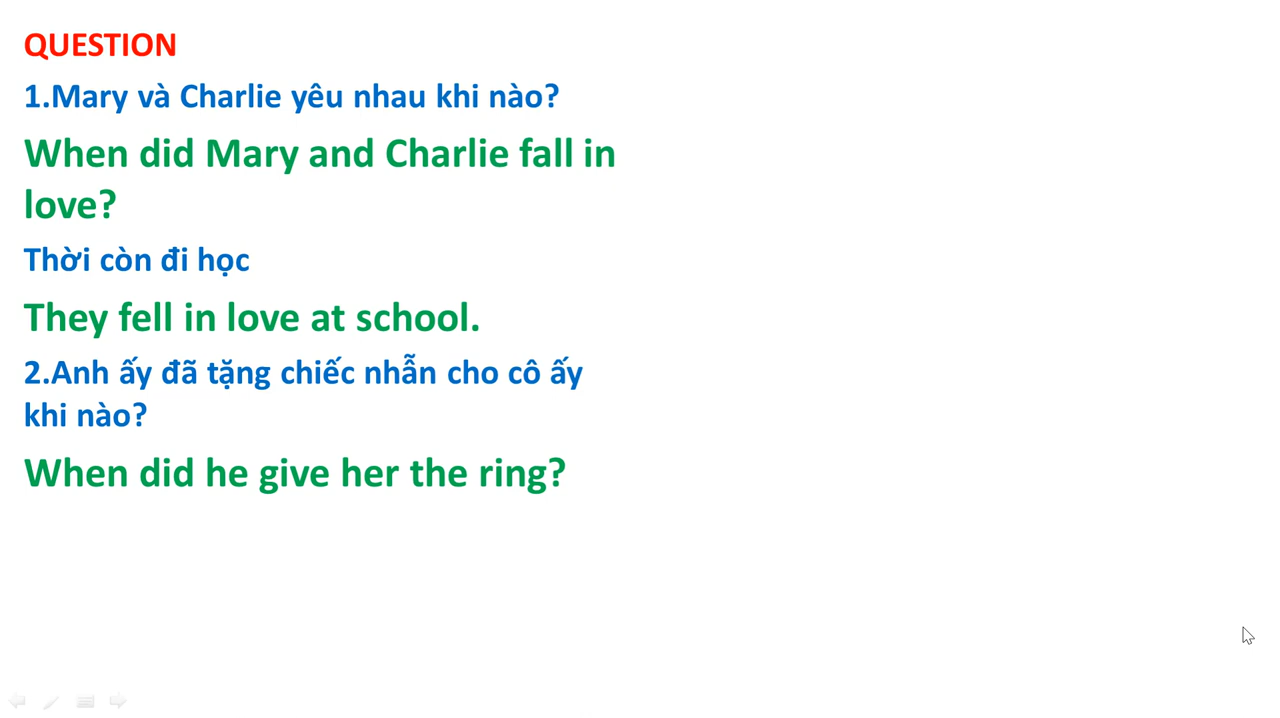 QUESTION
1.Mary và Charlie yêu nhau khi nào?
When did Mary and Charlie fall in
love?
Thời còn đi học
They fell in love at school.
2.Anh ấy đã tặng chiếc nhẫn cho cô ấy
khi nào?
When did he give her the ring?